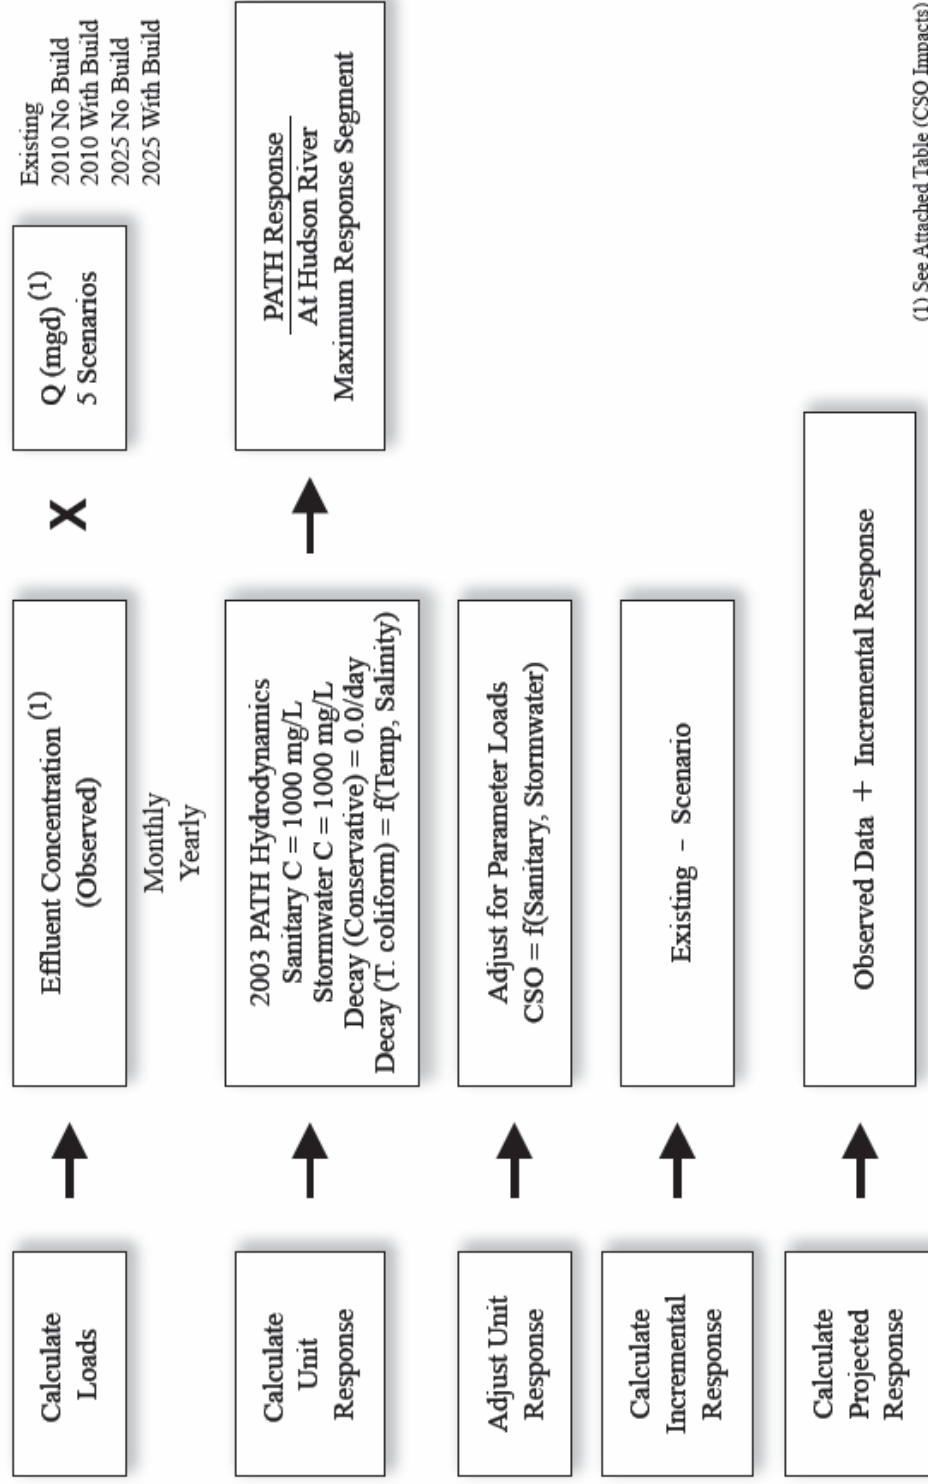 Calculate
Loads
Effluent Concentration (1)
(Observed)
Monthly
Yearly
X
Q (mgd) (1)
5 Scenarios
Existing
2010 No Build
2010 With Build
2025 No Build
2025 With Build
Calculate
Unit
Response
2003 PATH Hydrodynamics
Sanitary C = 1000 mg/L
Stormwater C = 1000 mg/L
Decay (Conservative) = 0.0/day
Decay (T. coliform) = f(Temp, Salinity)
PATH Response
At Hudson River
Maximum Response Segment
Adjust Unit
Response
Adjust for Parameter Loads
CSO = f(Sanitary, Stormwater)
Calculate
Incremental
Response
Existing – Scenario
Calculate
Projected
Response
Observed Data + Incremental Response
(1) See Attached Table (CSO Impacts)